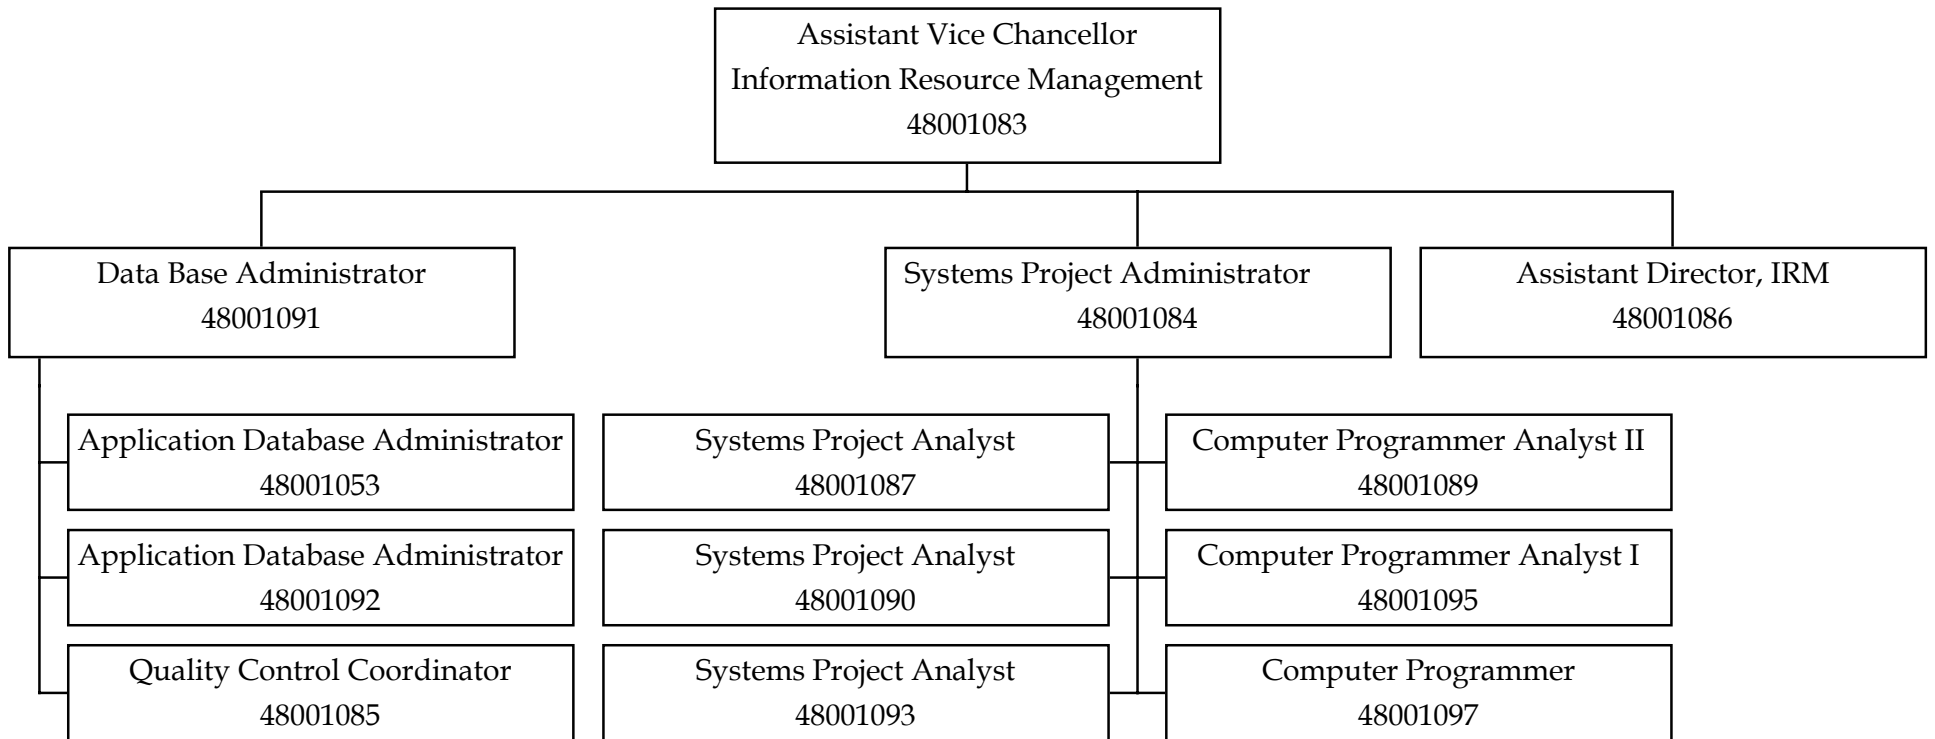 Assistant Vice Chancellor
Information Resource Management
48001083
Data Base Administrator
48001091
Systems Project Administrator
48001084
Assistant Director, IRM
48001086
Application Database Administrator
48001053
Systems Project Analyst
48001087
Computer Programmer Analyst II
48001089
Application Database Administrator
48001092
Systems Project Analyst
48001090
Computer Programmer Analyst I
48001095
Quality Control Coordinator
48001085
Systems Project Analyst
48001093
Computer Programmer
48001097